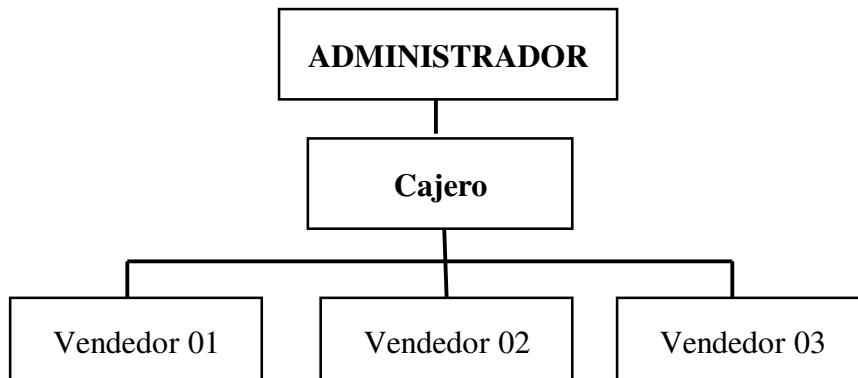 ADMINISTRADOR
Cajero
Vendedor 01
Vendedor 02
Vendedor 03